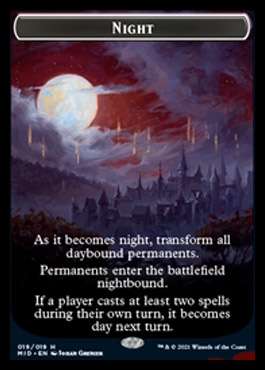 Night
As it becomes night, transform all
daybound permanents.
Permanents enter the battlefield
nightbound.
If a player casts at least two spells
during their own turn, it becomes
day next turn.
019/019 H
MID • EN Johan Grenier
™ & © 2021 Wizards of the Coast